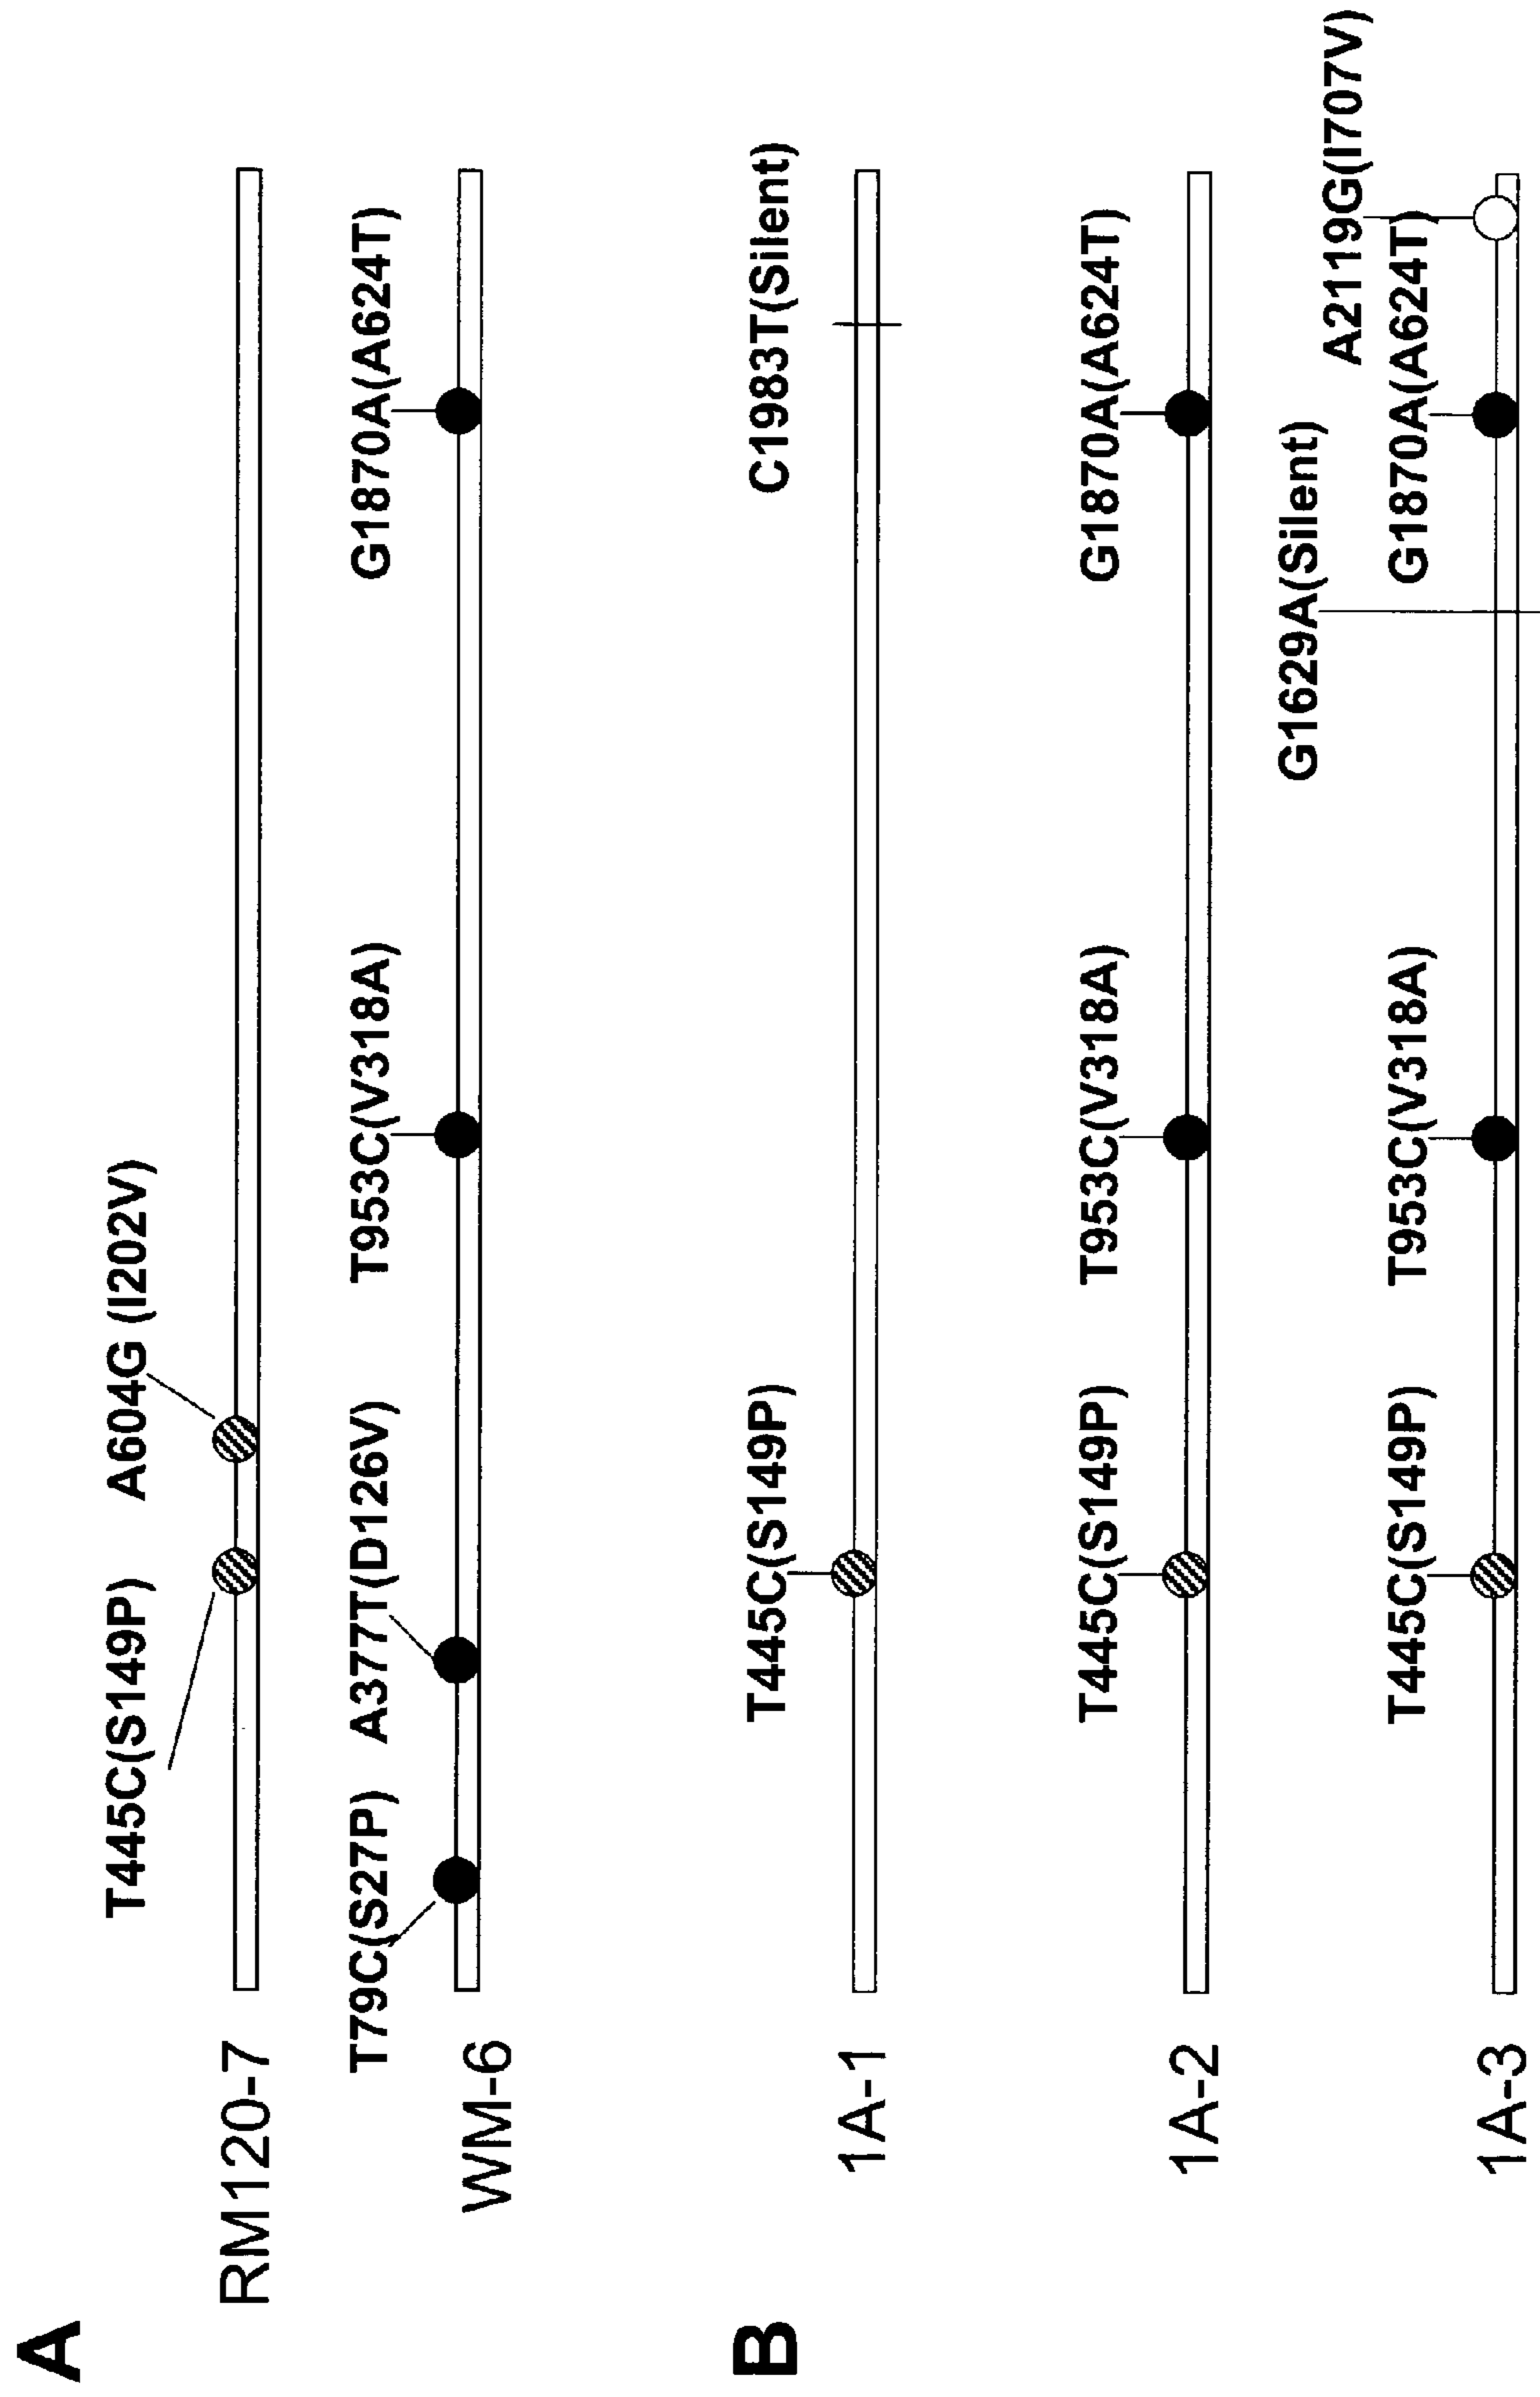 A
T445C(S149P) A604G (I202V)
RM120-7
T79C(S27P) A377T(D126V) T953C(V318A) G1870A(A624T)
WM-6
B
T445C(S149P) C1983T(Silent)
1A-1
T445C(S149P) T953C(V318A) G1870A(A624T)
1A-2
G1629A(Silent) A2119G(I707V)
T445C(S149P) T953C(V318A) G1870A(A624T)
1A-3